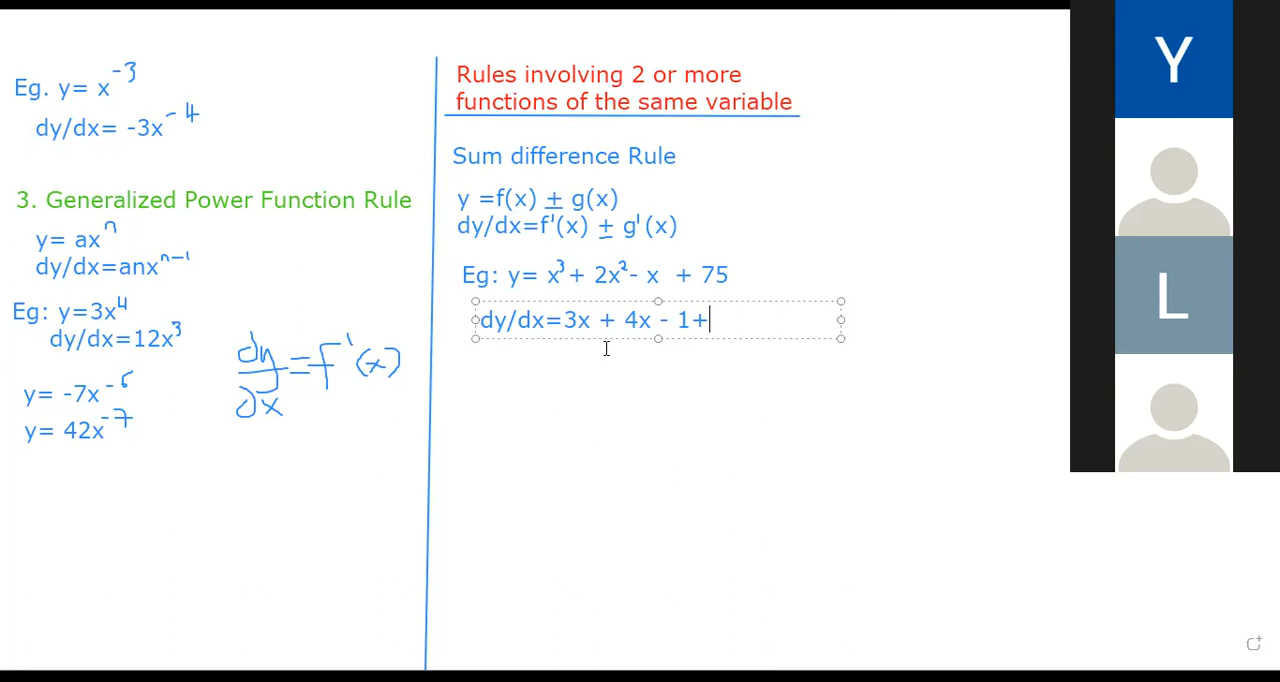 Eg. y= x⁻³
dy/dx= -3x⁻⁴
3. Generalized Power Function Rule
y= axⁿ
dy/dx=anxⁿ⁻¹
Eg: y=3x⁴
dy/dx=12x³
y= -7x⁻⁶
y= 42x⁻⁷
dy/dx = f'(x)
Rules involving 2 or more
functions of the same variable
Sum difference Rule
y =f(x) ± g(x)
dy/dx=f'(x) ± g'(x)
Eg: y= x³+ 2x²- x + 75
dy/dx=3x + 4x - 1+
Y
L